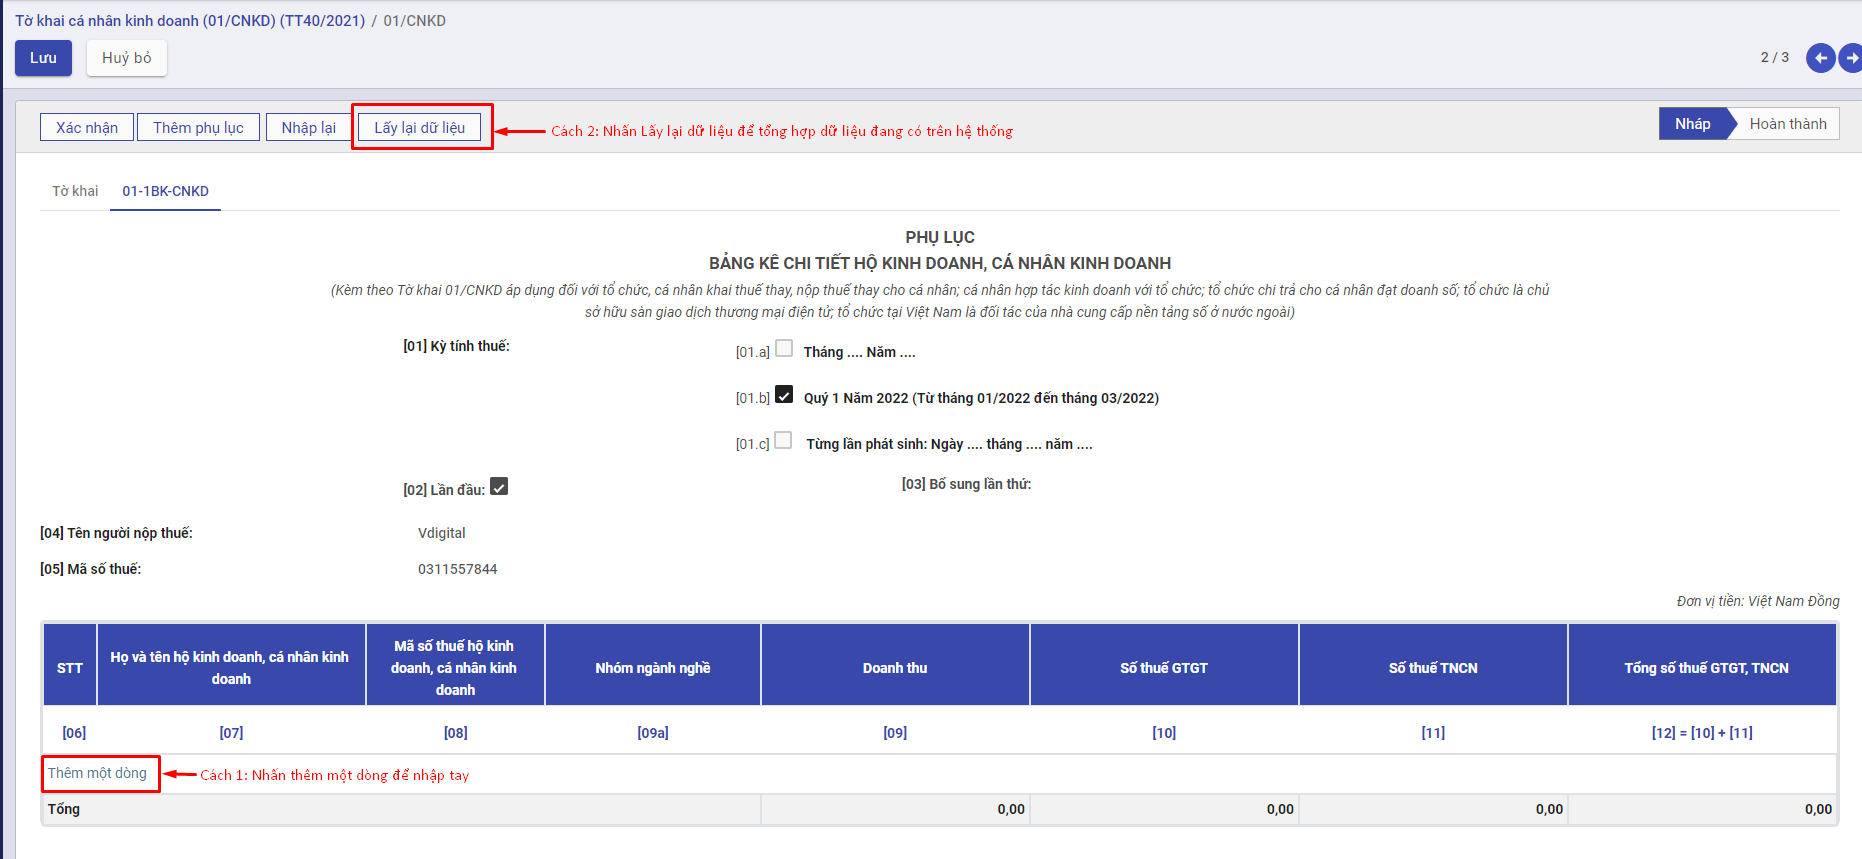 Tờ khai cá nhân kinh doanh (01/CNKD) (TT40/2021) / 01/CNKD
Lưu Huỷ bỏ 2 / 3
Xác nhận Thêm phụ lục Nhập lại Lấy lại dữ liệu Cách 2: Nhấn Lấy lại dữ liệu để tổng hợp dữ liệu đang có trên hệ thống Nháp Hoàn thành
Tờ khai 01-1BK-CNKD
PHỤ LỤC
BẢNG KÊ CHI TIẾT HỘ KINH DOANH, CÁ NHÂN KINH DOANH
(Kèm theo Tờ khai 01/CNKD áp dụng đối với tổ chức, cá nhân khai thuế thay, nộp thuế thay cho cá nhân; cá nhân hợp tác kinh doanh với tổ chức; tổ chức chi trả cho cá nhân đạt doanh số; tổ chức là chủ
sở hữu sàn giao dịch thương mại điện tử; tổ chức tại Việt Nam là đối tác của nhà cung cấp nền tảng số ở nước ngoài)
[01] Kỳ tính thuế: [01.a] Tháng .... Năm ....
[01.b] Quý 1 Năm 2022 (Từ tháng 01/2022 đến tháng 03/2022)
[01.c] Từng lần phát sinh: Ngày .... tháng .... năm ....
[02] Lần đầu: [03] Bổ sung lần thứ:
[04] Tên người nộp thuế: Vdigital
[05] Mã số thuế: 0311557844
Đơn vị tiền: Việt Nam Đồng
STT Họ và tên hộ kinh doanh, cá nhân kinh doanh Mã số thuế hộ kinh doanh, cá nhân kinh doanh Nhóm ngành nghề Doanh thu Số thuế GTGT Số thuế TNCN Tổng số thuế GTGT, TNCN
[06] [07] [08] [09a] [09] [10] [11] [12] = [10] + [11]
Thêm một dòng Cách 1: Nhấn thêm một dòng để nhập tay
Tổng 0,00 0,00 0,00 0,00